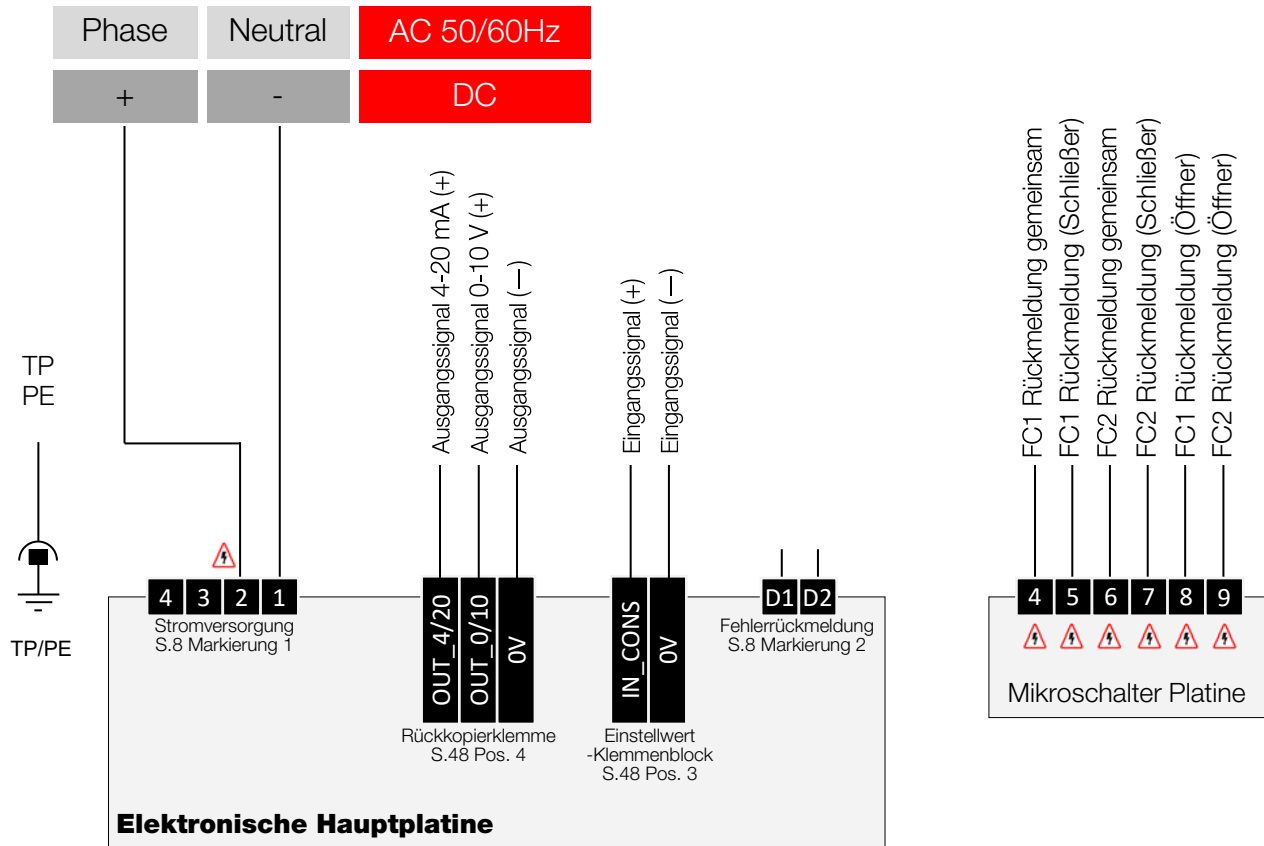 Phase Neutral AC 50/60Hz
+ - DC
Ausgangssignal 4-20 mA (+)
Ausgangssignal 0-10 V (+)
Ausgangssignal (—)
Eingangssignal (+)
Eingangssignal (—)
FC1 Rückmeldung gemeinsam
FC1 Rückmeldung (Schließer)
FC2 Rückmeldung gemeinsam
FC2 Rückmeldung (Schließer)
FC1 Rückmeldung (Öffner)
FC2 Rückmeldung (Öffner)
TP
PE
TP/PE
4 3 2 1
Stromversorgung
S.8 Markierung 1
OUT_4/20
OUT_0/10
0V
Rückkopierklemme
S.48 Pos. 4
IN_CONS
0V
Einstellwert
-Klemmenblock
S.48 Pos. 3
D1 D2
Fehlerrückmeldung
S.8 Markierung 2
Elektronische Hauptplatine
4 5 6 7 8 9
Mikroschalter Platine